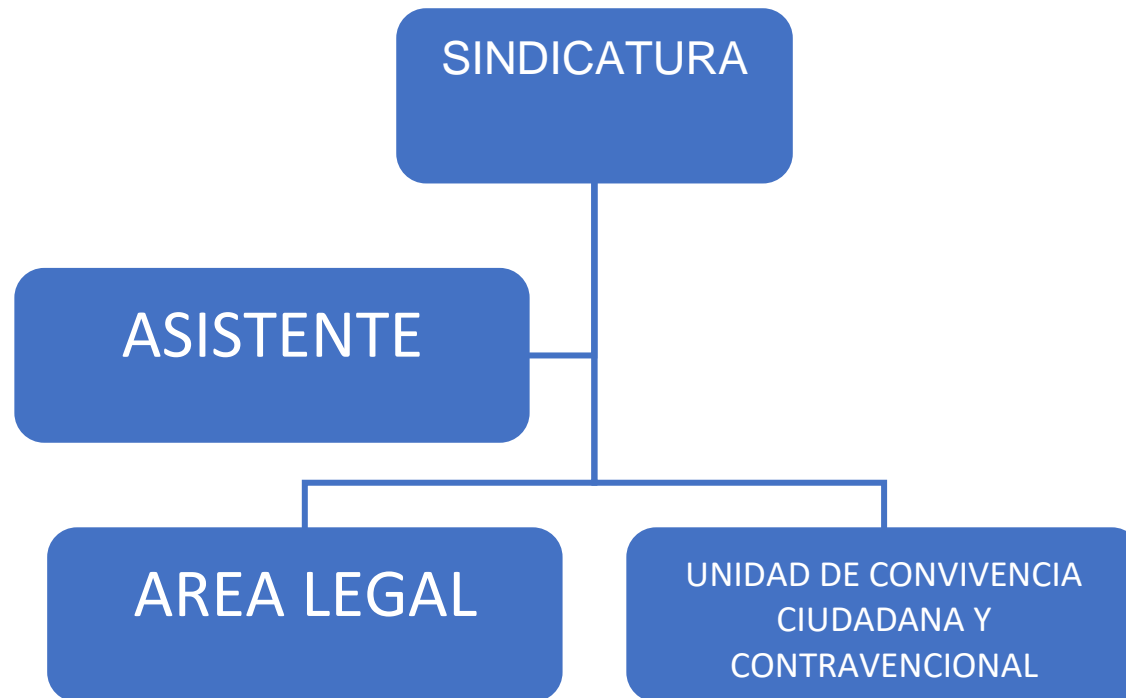 SINDICATURA
ASISTENTE
AREA LEGAL
UNIDAD DE CONVIVENCIA
CIUDADANA Y
CONTRAVENCIONAL